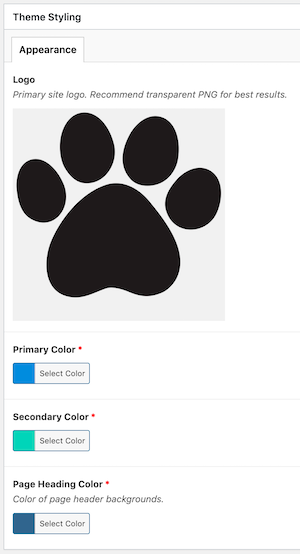 Theme Styling
Appearance
Logo
Primary site logo. Recommend transparent PNG for best results.
Primary Color *
Select Color
Secondary Color *
Select Color
Page Heading Color *
Color of page header backgrounds.
Select Color